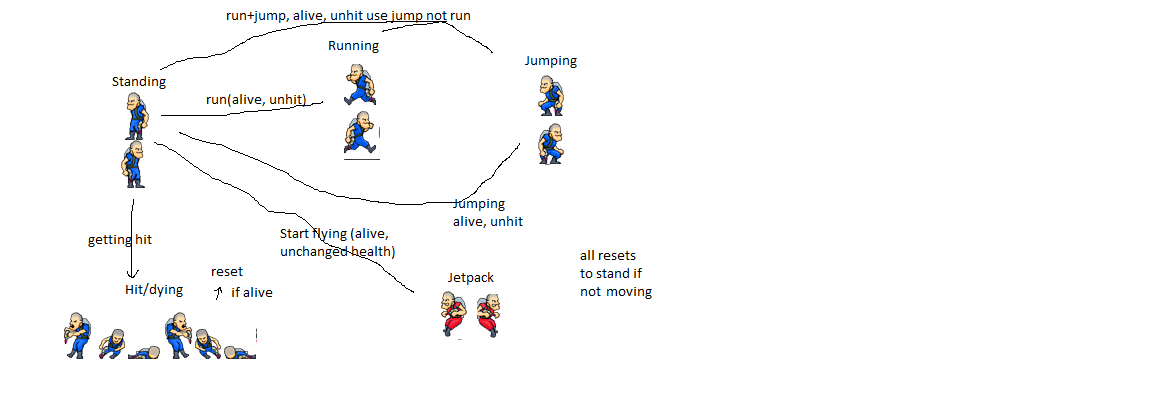 run+jump, alive, unhit use jump not run
Running
Jumping
Standing
run(alive, unhit)
Jumping
alive, unhit
getting hit
Start flying (alive,
unchanged health)
all resets
to stand if
not moving
reset
if alive
Jetpack
Hit/dying